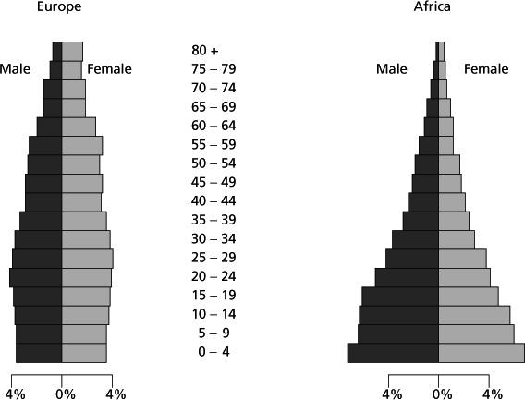 Europe
Africa
Male
Female
Male
Female
80 +
75 – 79
70 – 74
65 – 69
60 – 64
55 – 59
50 – 54
45 – 49
40 – 44
35 – 39
30 – 34
25 – 29
20 – 24
15 – 19
10 – 14
5 – 9
0 – 4
4% 0% 4%
4% 0% 4%